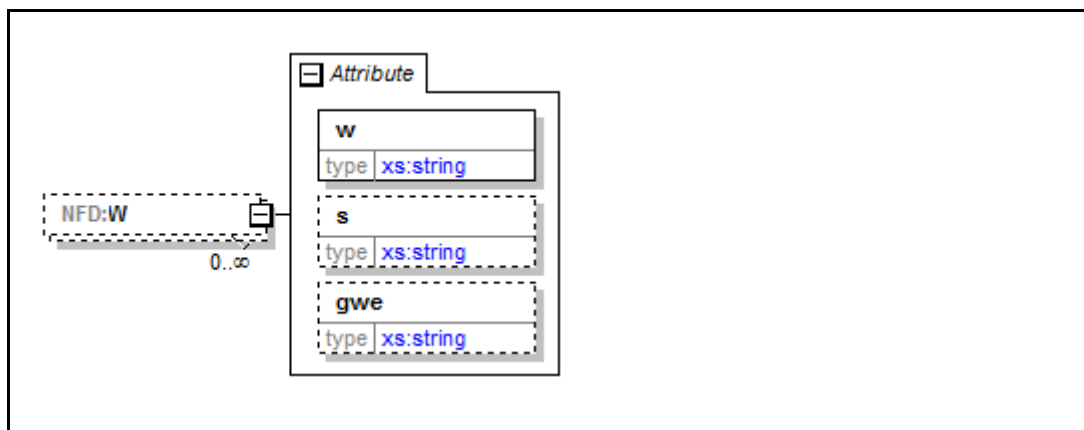 Attribute
w
type xs:string
NFD:W
0..∞
s
type xs:string
gwe
type xs:string